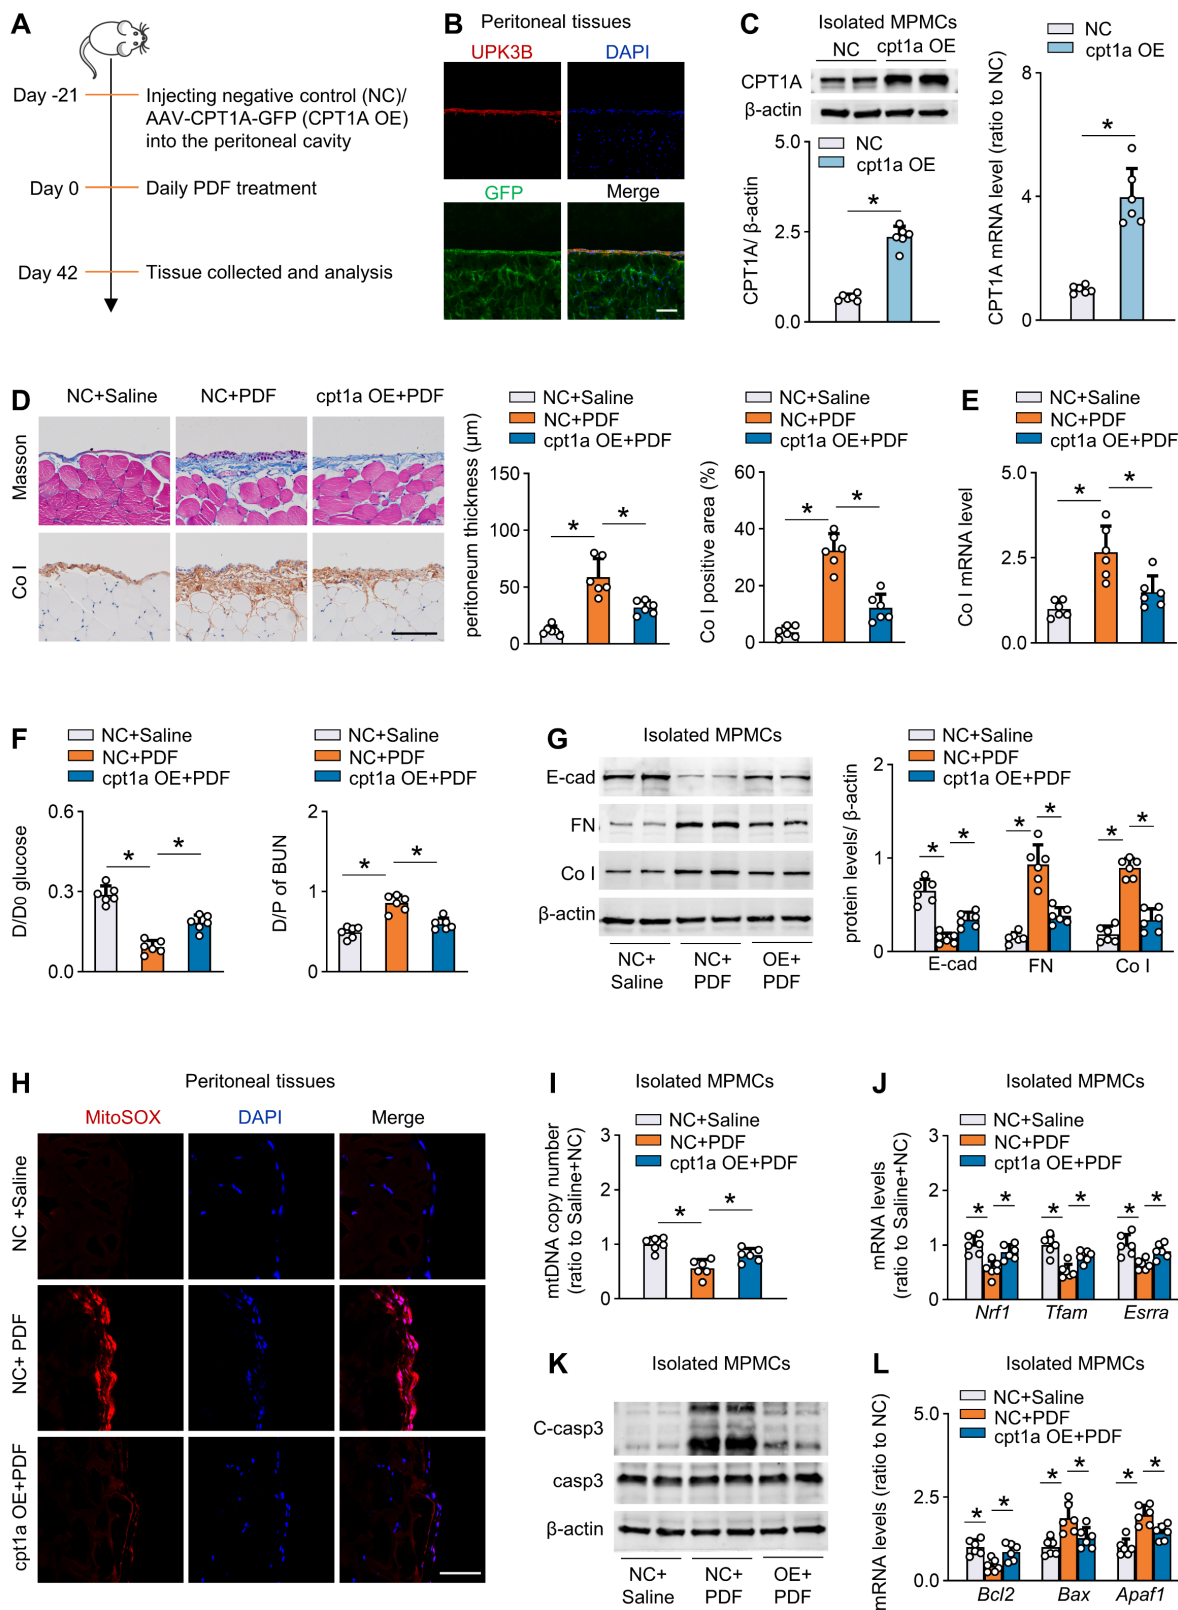 A
Day -21
Injecting negative control (NC)/
AAV-CPT1A-GFP (CPT1A OE)
into the peritoneal cavity
Day 0
Daily PDF treatment
Day 42
Tissue collected and analysis
B
Peritoneal tissues
UPK3B
DAPI
GFP
Merge
C
Isolated MPMCs
NC
cpt1a OE
CPT1A
β-actin
NC
cpt1a OE
CPT1A/ β-actin
5.0
2.5
0.0
*
NC
cpt1a OE
CPT1A mRNA level (ratio to NC)
8
4
0
*
D
NC+Saline
NC+PDF
cpt1a OE+PDF
Masson
Co I
NC+Saline
NC+PDF
cpt1a OE+PDF
peritoneum thickness (μm)
150
100
50
0
* *
NC+Saline
NC+PDF
cpt1a OE+PDF
Co I positive area (%)
60
40
20
0
* *
E
NC+Saline
NC+PDF
cpt1a OE+PDF
Co I mRNA level
5.0
2.5
0.0
* *
F
NC+Saline
NC+PDF
cpt1a OE+PDF
D/D0 glucose
0.6
0.3
0.0
* *
NC+Saline
NC+PDF
cpt1a OE+PDF
D/P of BUN
2
1
0
* *
G
Isolated MPMCs
E-cad
FN
Co I
β-actin
NC+
Saline
NC+
PDF
OE+
PDF
NC+Saline
NC+PDF
cpt1a OE+PDF
protein levels/ β-actin
2
1
0
* * * * * *
E-cad
FN
Co I
H
Peritoneal tissues
MitoSOX
DAPI
Merge
NC +Saline
NC+ PDF
cpt1a OE+PDF
I
Isolated MPMCs
NC+Saline
NC+PDF
cpt1a OE+PDF
mtDNA copy number
(ratio to Saline+NC)
3
2
1
0
* *
J
Isolated MPMCs
NC+Saline
NC+PDF
cpt1a OE+PDF
mRNA levels
(ratio to Saline+NC)
3
2
1
0
* * * * * *
Nrf1
Tfam
Esrra
K
Isolated MPMCs
C-casp3
casp3
β-actin
NC+
Saline
NC+
PDF
OE+
PDF
L
Isolated MPMCs
NC+Saline
NC+PDF
cpt1a OE+PDF
mRNA levels (ratio to NC)
5.0
2.5
0.0
* * * * * *
Bcl2
Bax
Apaf1